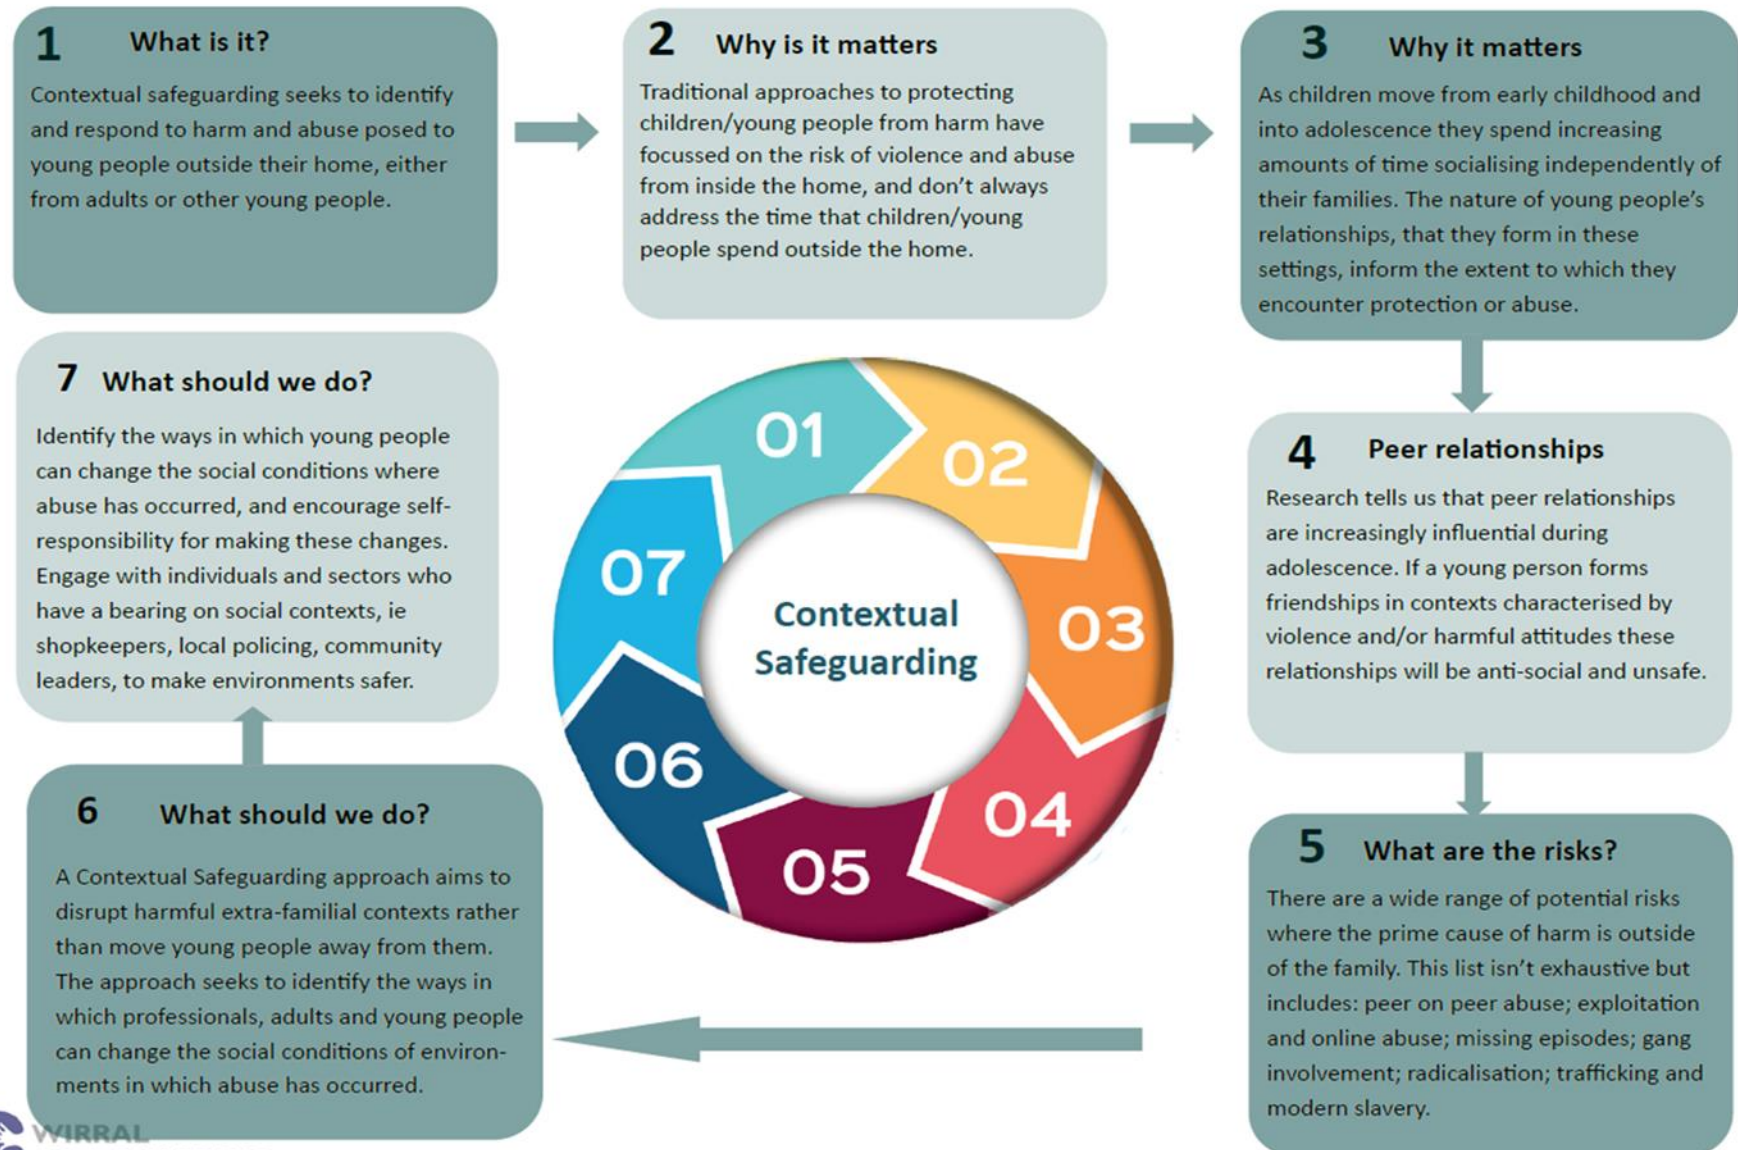 1 What is it?
Contextual safeguarding seeks to identify
and respond to harm and abuse posed to
young people outside their home, either
from adults or other young people.
2 Why is it matters
Traditional approaches to protecting
children/young people from harm have
focussed on the risk of violence and abuse
from inside the home, and don't always
address the time that children/young
people spend outside the home.
3 Why it matters
As children move from early childhood and
into adolescence they spend increasing
amounts of time socialising independently of
their families. The nature of young people's
relationships, that they form in these
settings, inform the extent to which they
encounter protection or abuse.
4 Peer relationships
Research tells us that peer relationships
are increasingly influential during
adolescence. If a young person forms
friendships in contexts characterised by
violence and/or harmful attitudes these
relationships will be anti-social and unsafe.
5 What are the risks?
There are a wide range of potential risks
where the prime cause of harm is outside
of the family. This list isn't exhaustive but
includes: peer on peer abuse; exploitation
and online abuse; missing episodes; gang
involvement; radicalisation; trafficking and
modern slavery.
6 What should we do?
A Contextual Safeguarding approach aims to
disrupt harmful extra-familial contexts rather
than move young people away from them.
The approach seeks to identify the ways in
which professionals, adults and young people
can change the social conditions of environ-
ments in which abuse has occurred.
7 What should we do?
Identify the ways in which young people
can change the social conditions where
abuse has occurred, and encourage self-
responsibility for making these changes.
Engage with individuals and sectors who
have a bearing on social contexts, ie
shopkeepers, local policing, community
leaders, to make environments safer.
01
02
03
04
05
06
07
Contextual
Safeguarding
WIRRAL